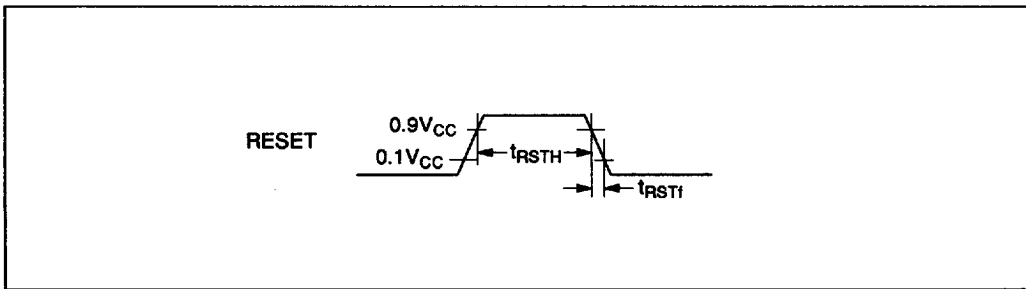 RESET
0.9VCC
0.1VCC
tRSTH
tRSTf